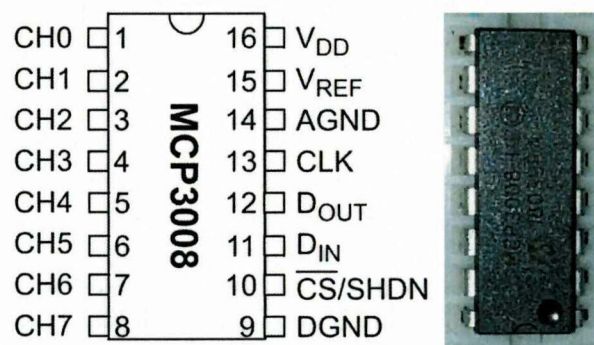 CH0 1 16 VDD
CH1 2 15 VREF
CH2 3 14 AGND
CH3 4 13 CLK
CH4 5 12 DOUT
CH5 6 11 DIN
CH6 7 10 CS/SHDN
CH7 8 9 DGND
MCP3008
MCP3008-I